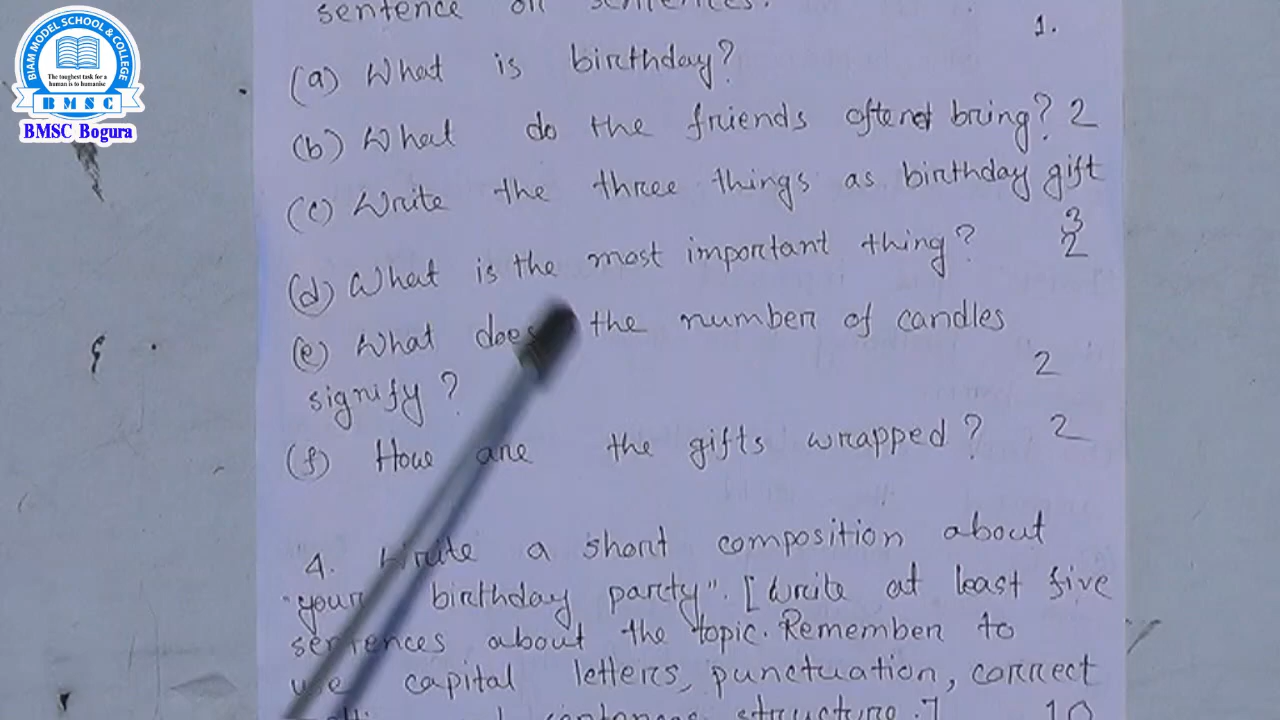 BIAM MODEL SCHOOL & COLLEGE
The toughest task for a
human is to humanise
B M S C
BMSC Bogura
sentence or sentences.
1.
(a) What is birthday?
(b) What do the friends often bring? 2
(c) Write the three things as birthday gift
3
(d) What is the most important thing? 2
(e) What does the number of candles
signify? 2
(f) How are the gifts wrapped? 2
4. Write a short composition about
"your birthday party". [Write at least five
sentences about the topic. Remember to
use capital letters, punctuation, correct
sentences structure.] 10